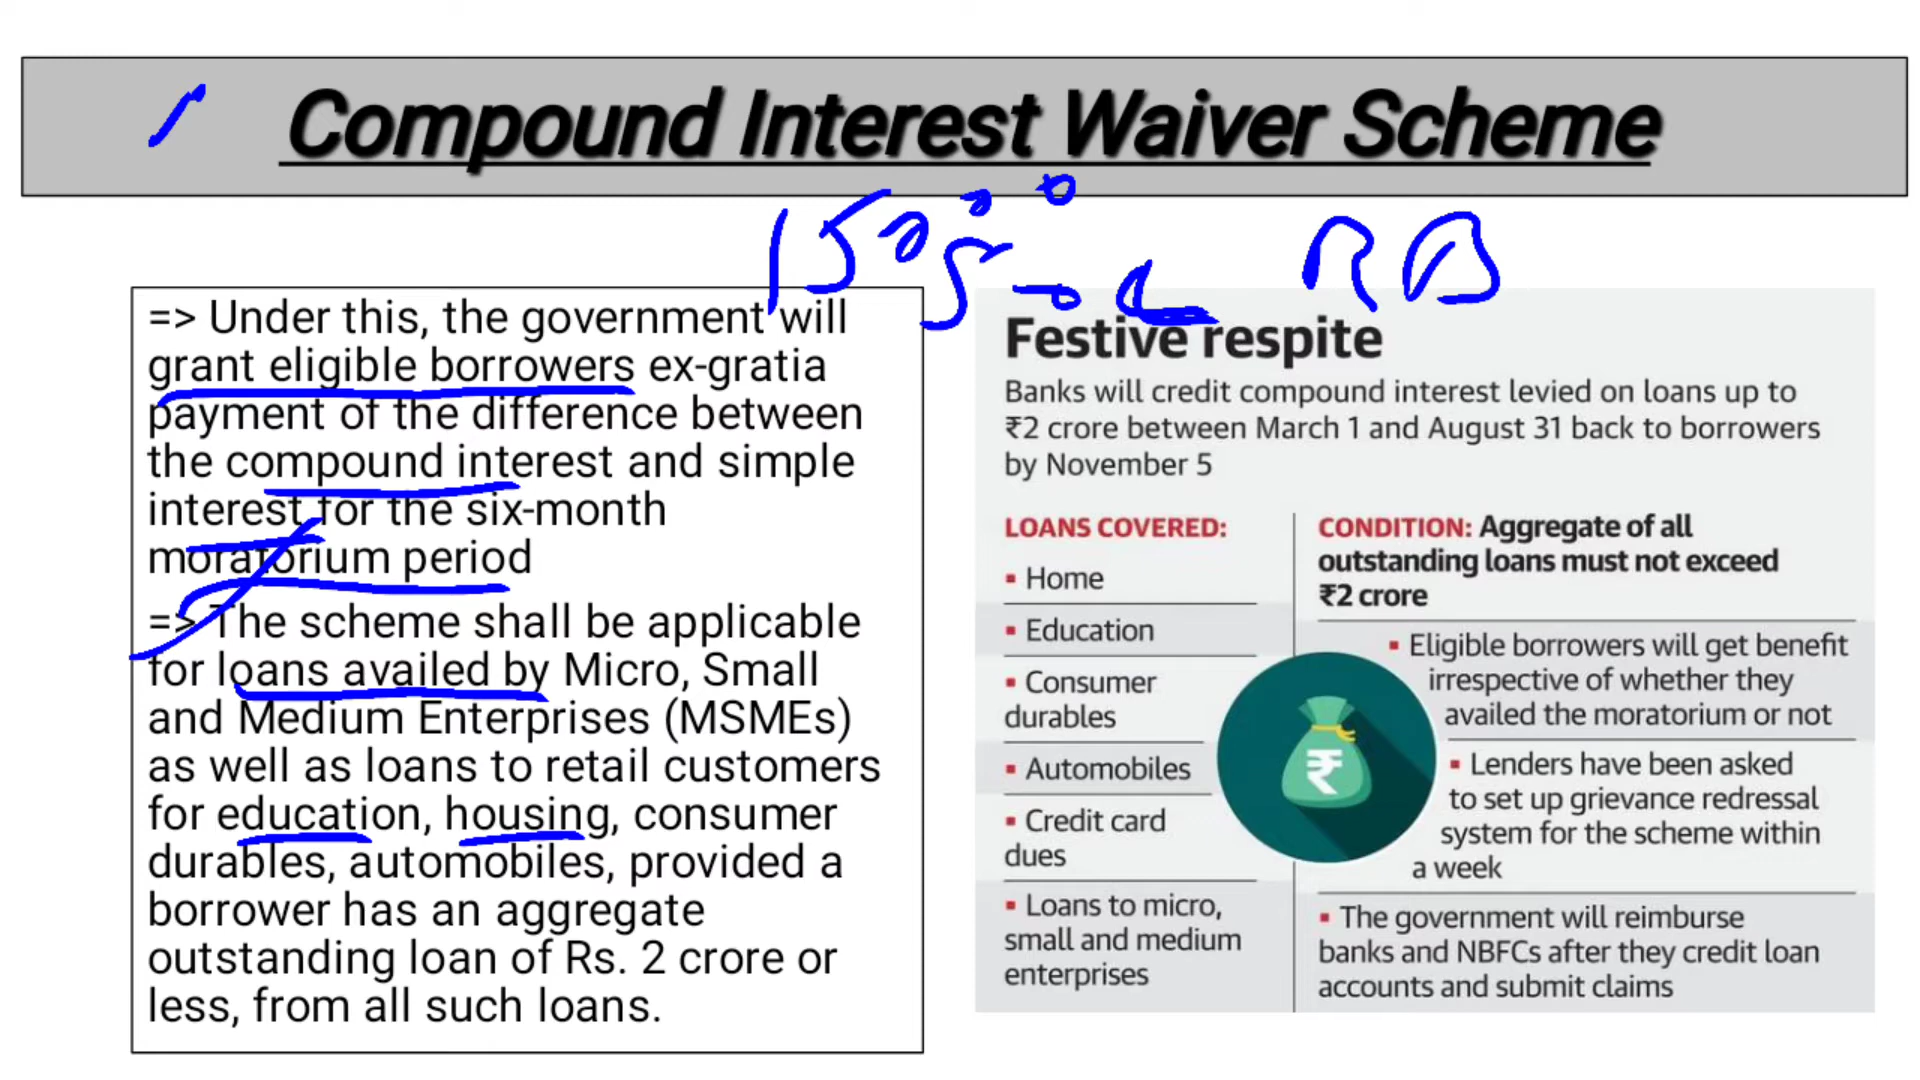 Compound Interest Waiver Scheme
=> Under this, the government will
grant eligible borrowers ex-gratia
payment of the difference between
the compound interest and simple
interest for the six-month
moratorium period
=> The scheme shall be applicable
for loans availed by Micro, Small
and Medium Enterprises (MSMEs)
as well as loans to retail customers
for education, housing, consumer
durables, automobiles, provided a
borrower has an aggregate
outstanding loan of Rs. 2 crore or
less, from all such loans.
Festive respite
Banks will credit compound interest levied on loans up to
₹2 crore between March 1 and August 31 back to borrowers
by November 5
LOANS COVERED:
▪ Home
▪ Education
▪ Consumer
durables
▪ Automobiles
▪ Credit card
dues
▪ Loans to micro,
small and medium
enterprises
CONDITION: Aggregate of all
outstanding loans must not exceed
₹2 crore
▪ Eligible borrowers will get benefit
irrespective of whether they
availed the moratorium or not
₹
▪ Lenders have been asked
to set up grievance redressal
system for the scheme within
a week
▪ The government will reimburse
banks and NBFCs after they credit loan
accounts and submit claims